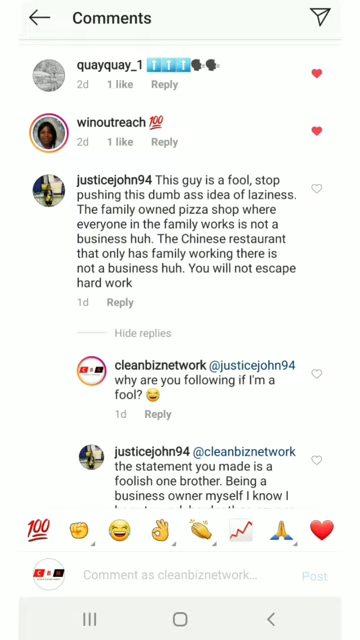 Comments
quayquay_1 ⬆️⬆️⬆️🗣🗣
2d 1 like Reply
winoutreach 💯
2d 1 like Reply
justicejohn94 This guy is a fool, stop
pushing this dumb ass idea of laziness.
The family owned pizza shop where
everyone in the family works is not a
business huh. The Chinese restaurant
that only has family working there is
not a business huh. You will not escape
hard work
1d Reply
Hide replies
cleanbiznetwork @justicejohn94
why are you following if I'm a
fool? 😂
1d Reply
justicejohn94 @cleanbiznetwork
the statement you made is a
foolish one brother. Being a
business owner myself I know I
💯 ✊ 😂 👌 👏 📈 🙏 ❤️
Comment as cleanbiznetwork... Post